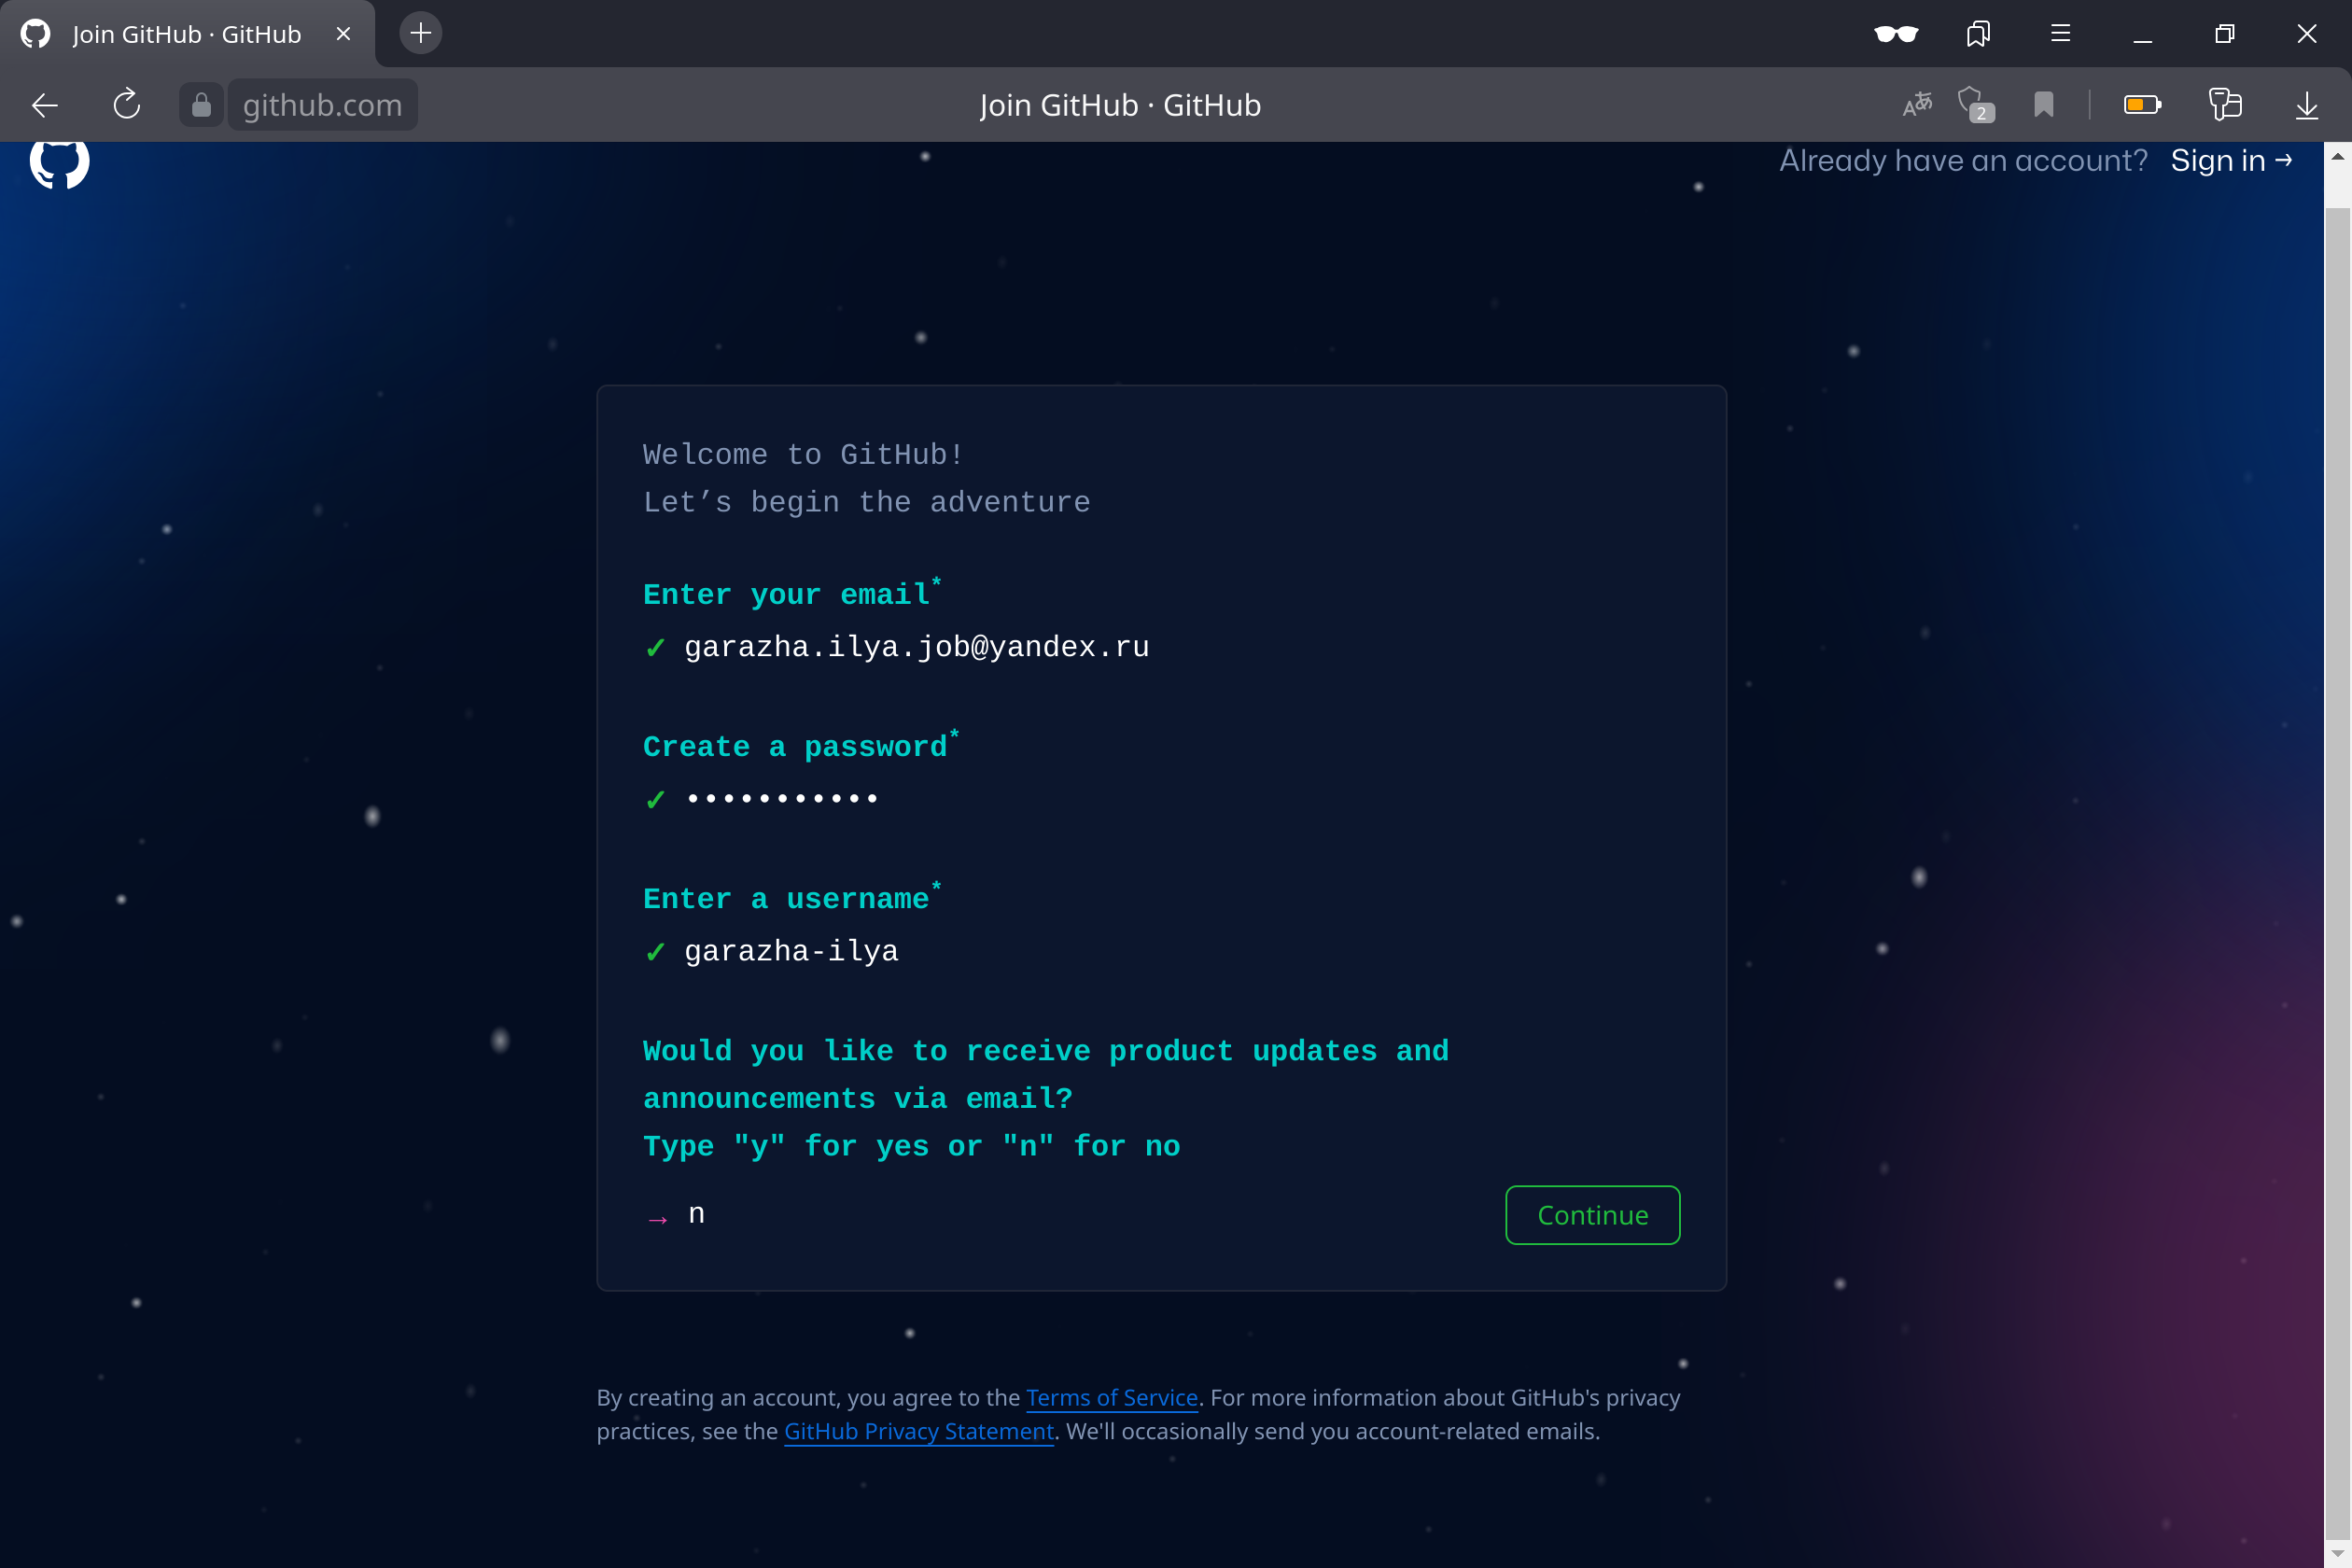 Join GitHub · GitHub
github.com
Join GitHub · GitHub
2
Already have an account? Sign in →
Welcome to GitHub!
Let’s begin the adventure
Enter your email*
✓ garazha.ilya.job@yandex.ru
Create a password*
✓ •••••••••••
Enter a username*
✓ garazha-ilya
Would you like to receive product updates and
announcements via email?
Type "y" for yes or "n" for no
→ n
Continue
By creating an account, you agree to the Terms of Service. For more information about GitHub's privacy
practices, see the GitHub Privacy Statement. We'll occasionally send you account-related emails.